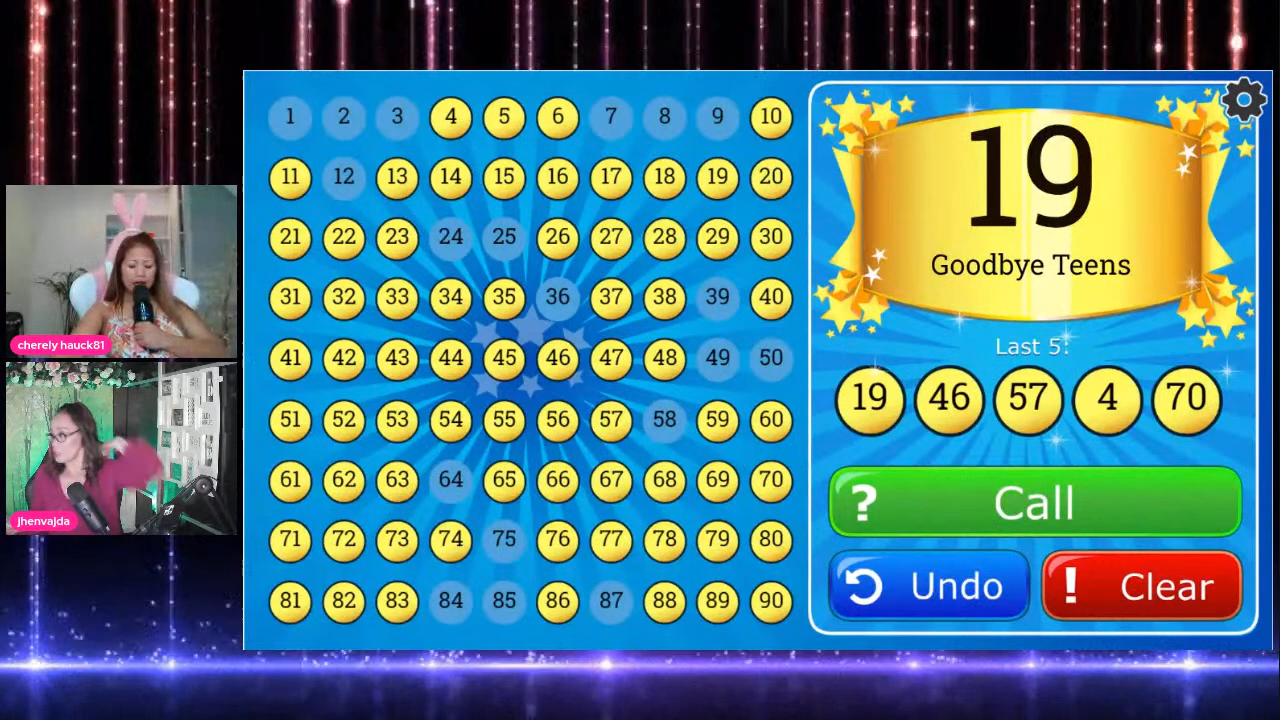 1 2 3 4 5 6 7 8 9 10
11 12 13 14 15 16 17 18 19 20
21 22 23 24 25 26 27 28 29 30
31 32 33 34 35 36 37 38 39 40
41 42 43 44 45 46 47 48 49 50
51 52 53 54 55 56 57 58 59 60
61 62 63 64 65 66 67 68 69 70
71 72 73 74 75 76 77 78 79 80
81 82 83 84 85 86 87 88 89 90
19
Goodbye Teens
Last 5:
19 46 57 4 70
? Call
Undo
! Clear
cherely hauck81
jhenvajda